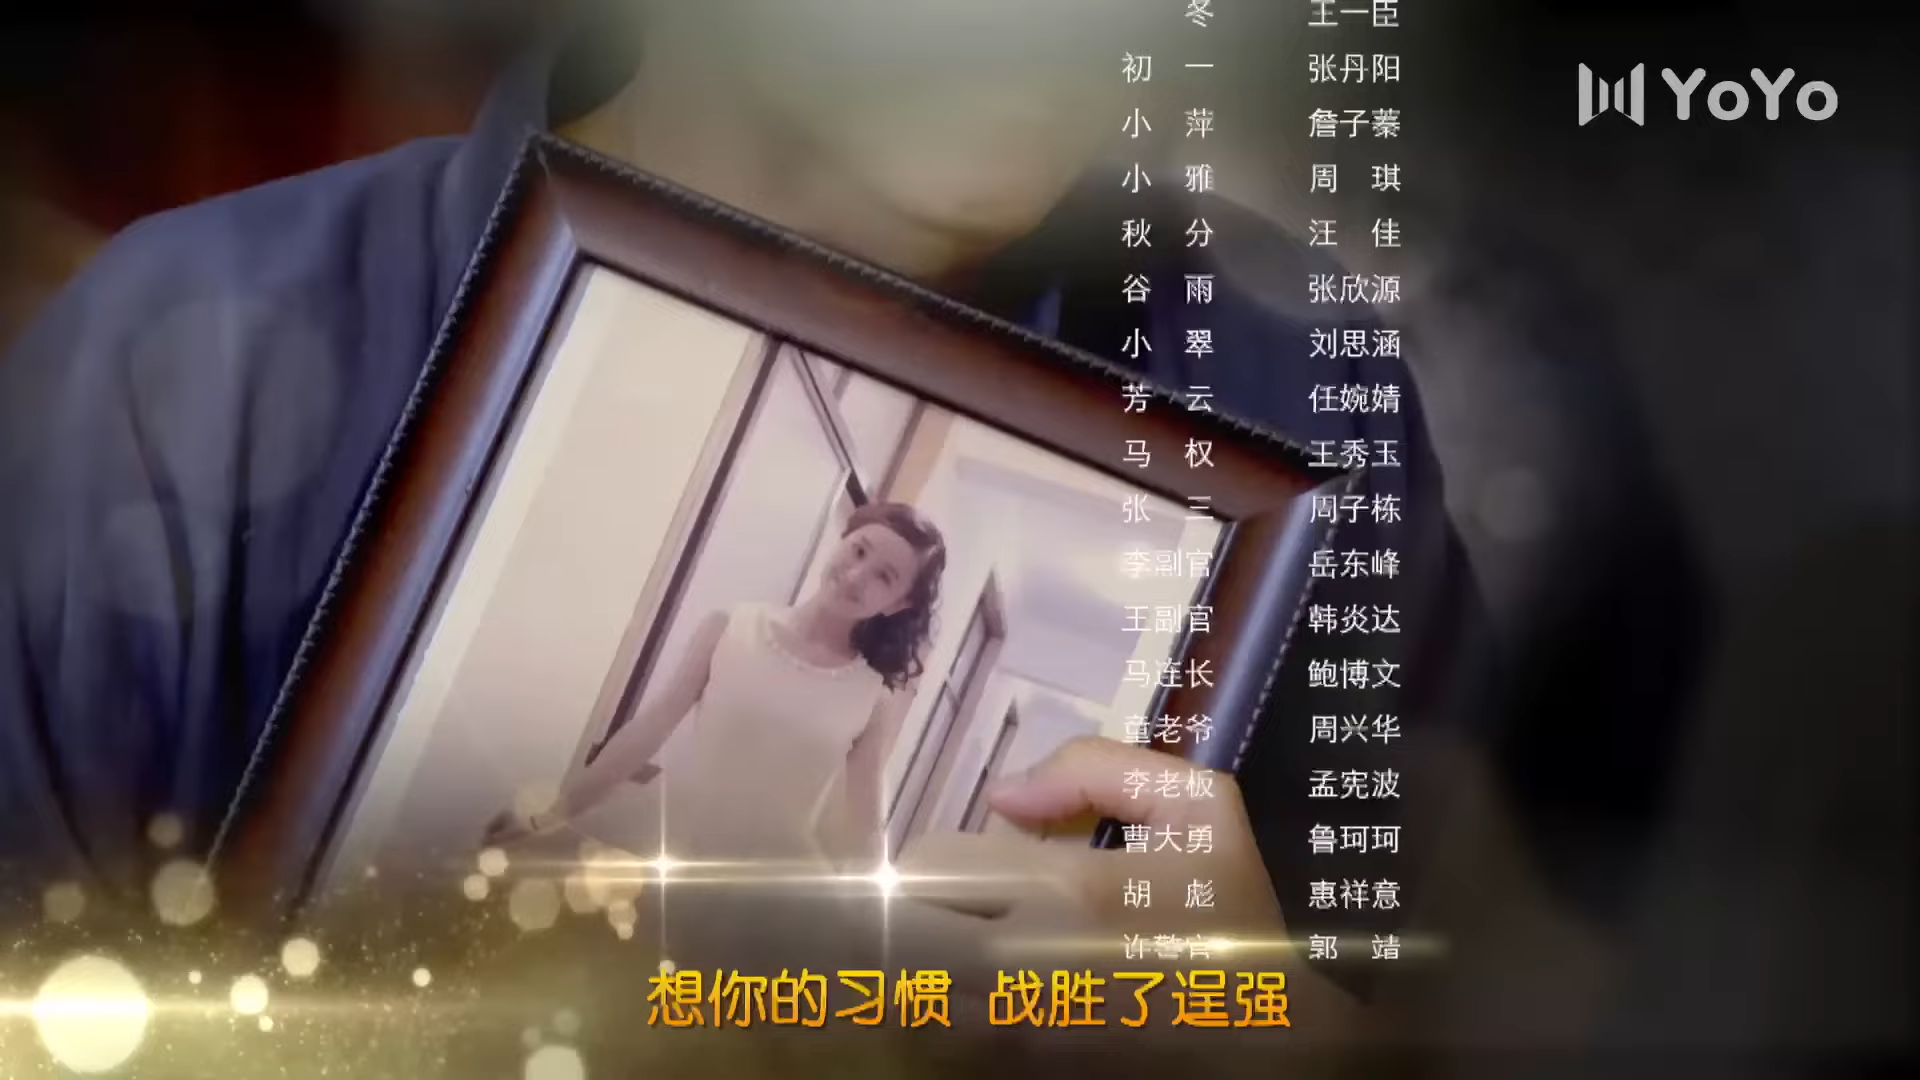 冬 王一臣
初一 张丹阳
YoYo
小萍 詹子蓁
小雅 周琪
秋分 汪佳
谷雨 张欣源
小翠 刘思涵
芳云 任婉婧
马权 王秀玉
张三 周子栋
李副官 岳东峰
王副官 韩炎达
马连长 鲍博文
童老爷 周兴华
李老板 孟宪波
曹大勇 鲁珂珂
胡彪 惠祥意
许警官 郭靖
想你的习惯 战胜了逞强